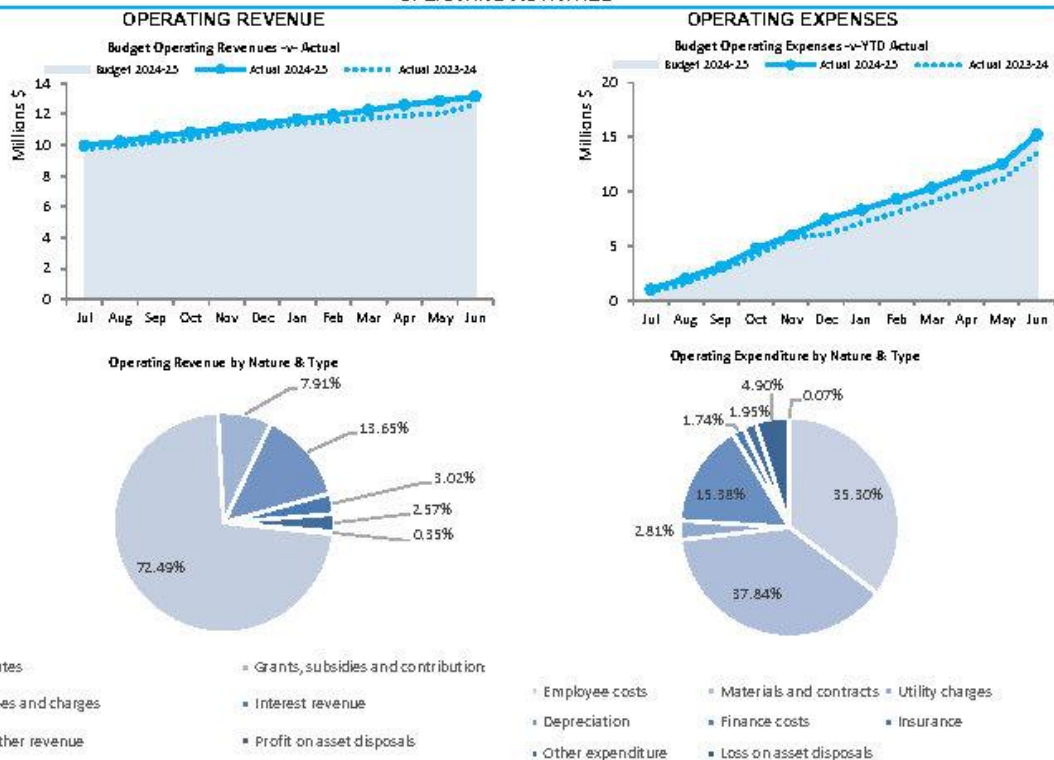 OPERATING REVENUE
Budget Operating Revenues -v- Actual
Budget 2024-25 Actual 2024-25 Actual 2023-24
Millions $
14
12
10
8
6
4
2
0
Jul Aug Sep Oct Nov Dec Jan Feb Mar Apr May Jun
Operating Revenue by Nature & Type
7.91%
13.65%
3.02%
2.57%
0.35%
72.49%
tes
Grants, subsidies and contributions
es and charges
Interest revenue
ther revenue
Profit on asset disposals
OPERATING EXPENSES
Budget Operating Expenses -v- YTD Actual
Budget 2024-25 Actual 2024-25 Actual 2023-24
Millions $
20
15
10
5
0
Jul Aug Sep Oct Nov Dec Jan Feb Mar Apr May Jun
Operating Expenditure by Nature & Type
4.90%
0.07%
1.74%
1.95%
15.38%
35.30%
2.81%
37.84%
Employee costs Materials and contracts Utility charges
Depreciation Finance costs Insurance
Other expenditure Loss on asset disposals